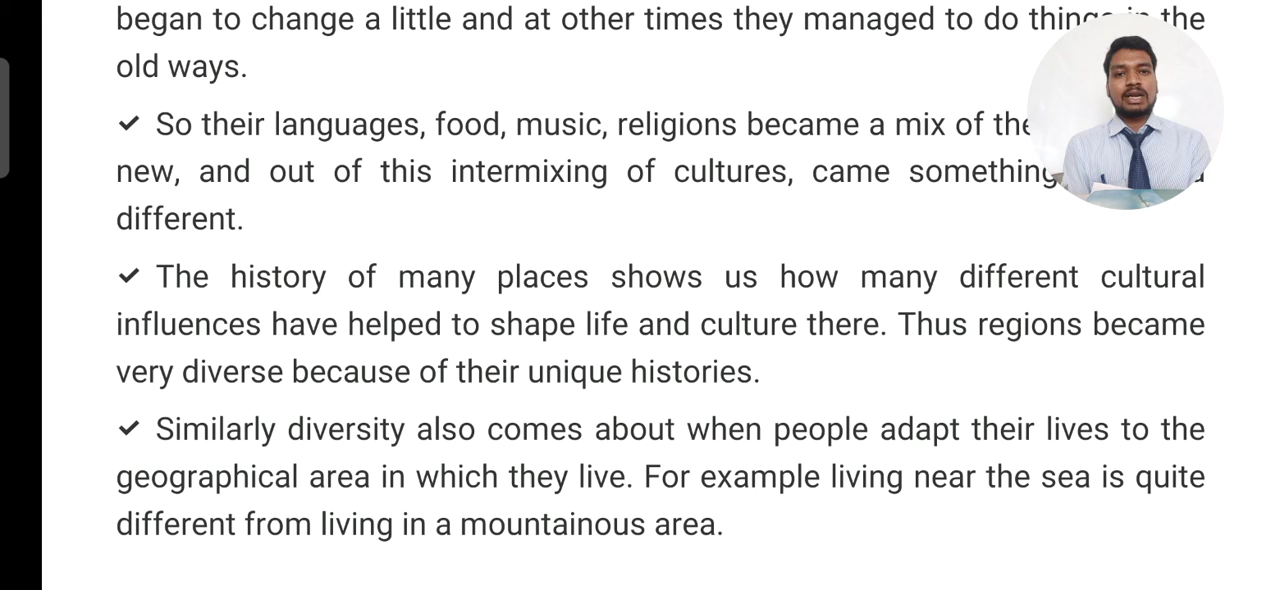 began to change a little and at other times they managed to do things in the
old ways.
✓ So their languages, food, music, religions became a mix of the
new, and out of this intermixing of cultures, came something
different.
✓ The history of many places shows us how many different cultural
influences have helped to shape life and culture there. Thus regions became
very diverse because of their unique histories.
✓ Similarly diversity also comes about when people adapt their lives to the
geographical area in which they live. For example living near the sea is quite
different from living in a mountainous area.